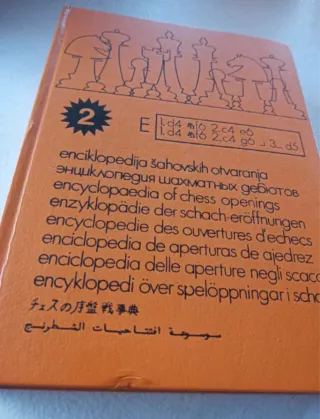 2
E
1. d4 ♞f6 2. c4 e6
1. d4 ♞f6 2. c4 g6 ⌟ 3... d5
enciklopedija šahovskih otvaranja
энциклопедия шахматных дебютов
encyclopaedia of chess openings
enzyklopädie der schach-eröffnungen
encyclopedie des ouvertures d'echecs
enciclopedia de aperturas de ajedrez
enciclopedia delle aperture negli scacc
encyklopedi över spelöppningar i scha
チェスの序盤戦事典
موسوعة افتتاحيات الشطرنج